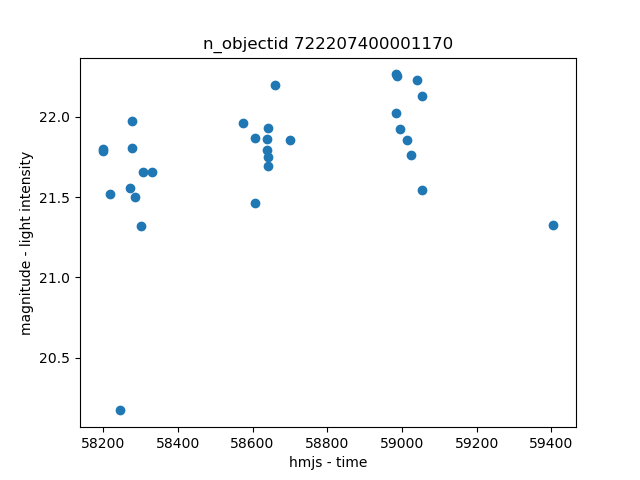 n_objectid 722207400001170
magnitude - light intensity
22.0
21.5
21.0
20.5
58200 58400 58600 58800 59000 59200 59400
hmjs - time